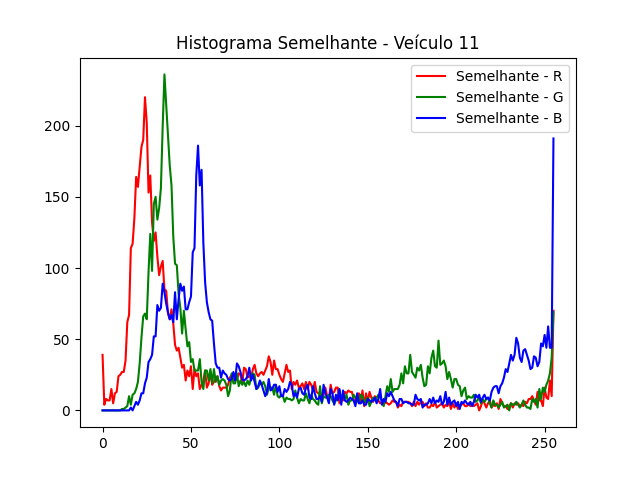 Histograma Semelhante - Veículo 11
Semelhante - R
Semelhante - G
Semelhante - B
200
150
100
50
0
0 50 100 150 200 250